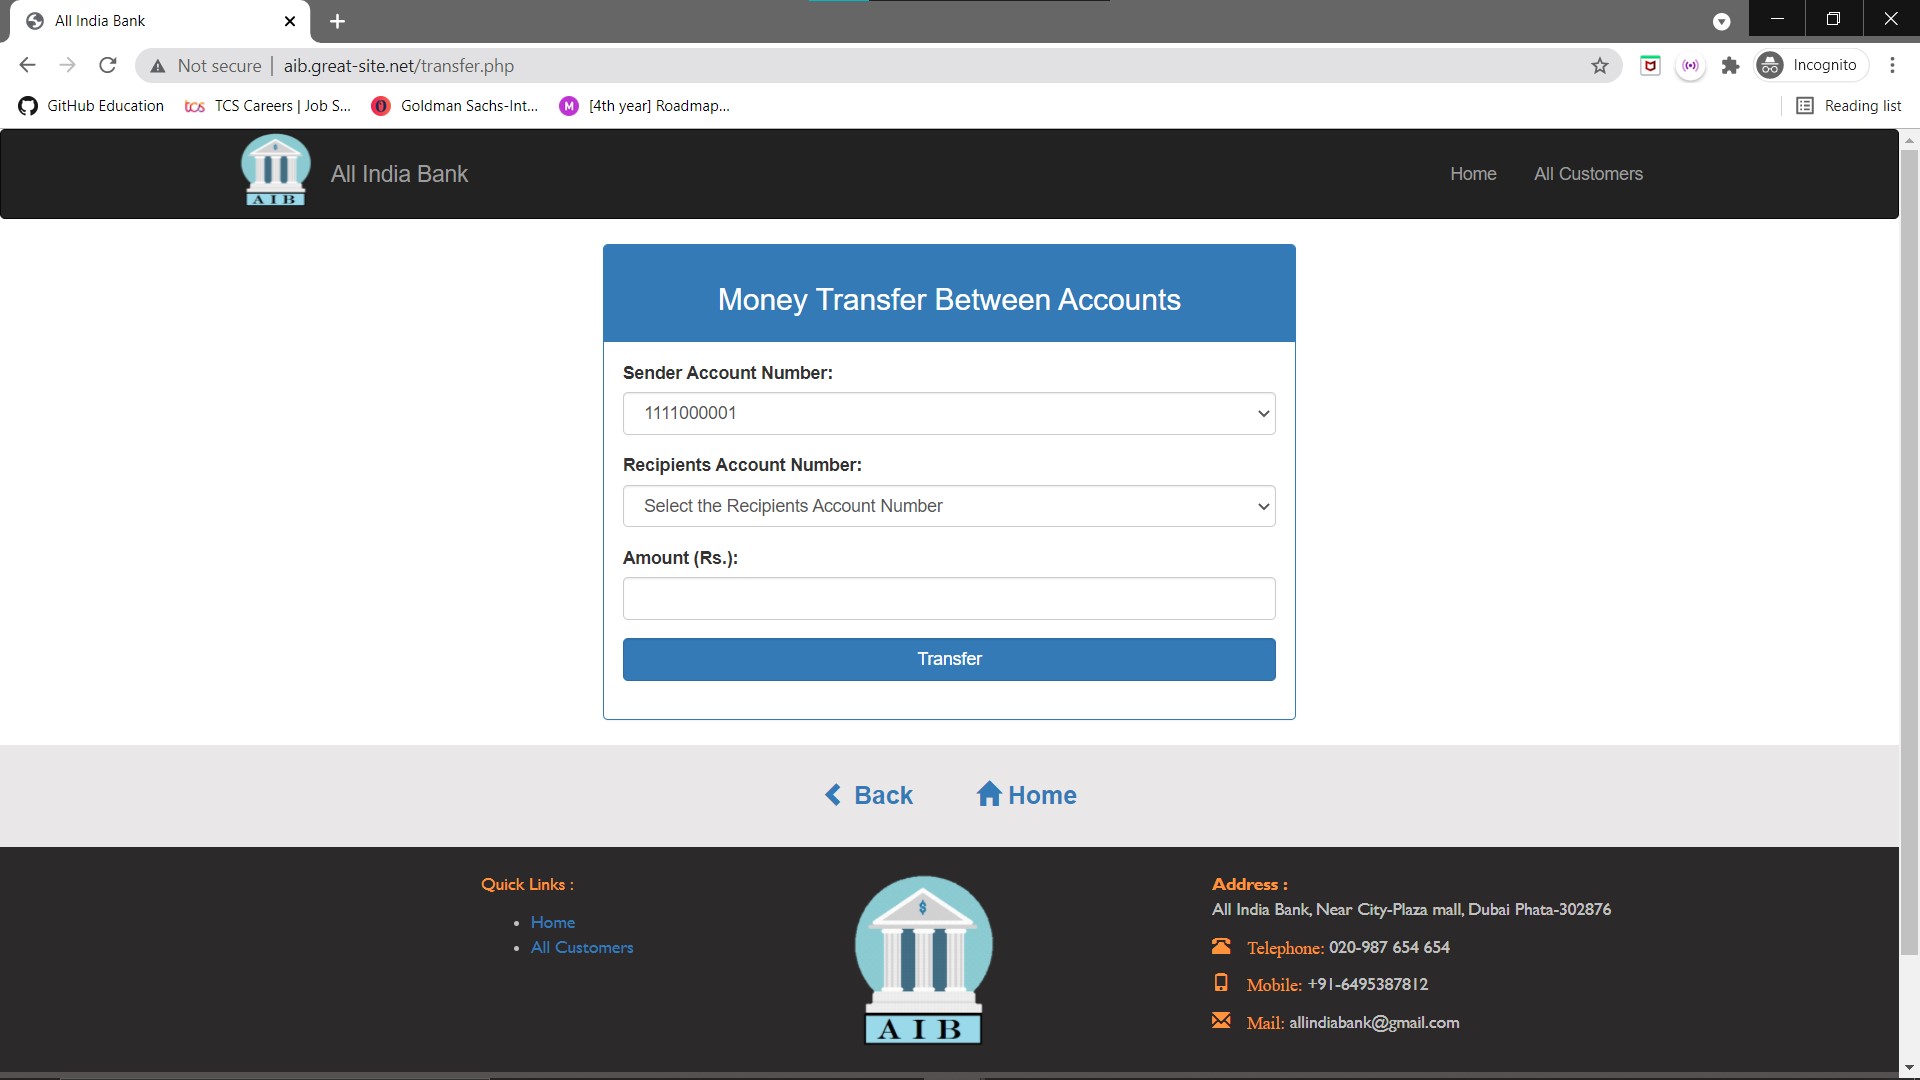 All India Bank
Not secure | aib.great-site.net/transfer.php
Incognito
GitHub Education
tcs TCS Careers | Job S...
Goldman Sachs-Int...
M [4th year] Roadmap...
Reading list
AIB
All India Bank
Home
All Customers
Money Transfer Between Accounts
Sender Account Number:
1111000001
Recipients Account Number:
Select the Recipients Account Number
Amount (Rs.):
Transfer
Back
Home
Quick Links :
Home
All Customers
$
AIB
Address :
All India Bank, Near City-Plaza mall, Dubai Phata-302876
Telephone: 020-987 654 654
Mobile: +91-6495387812
Mail: allindiabank@gmail.com